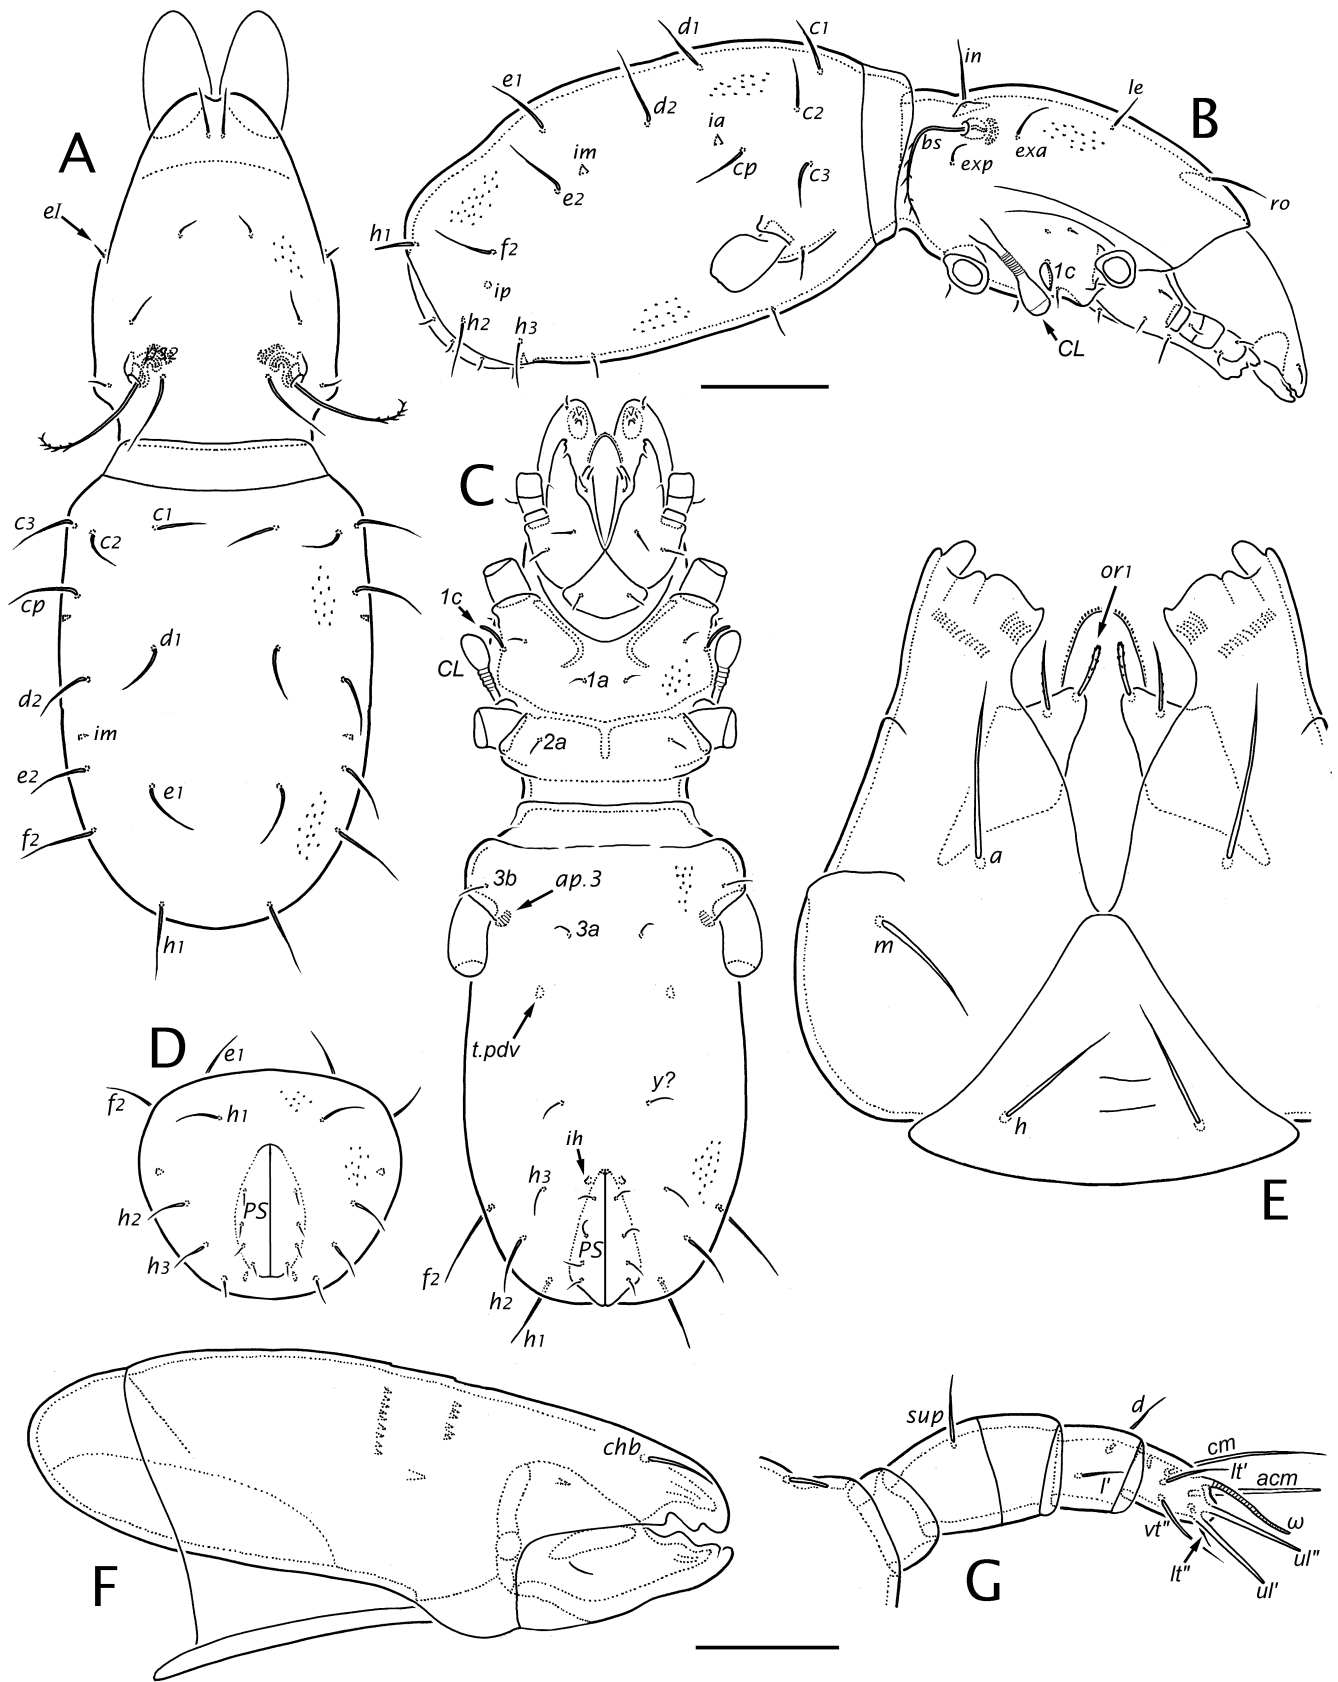 A
el
bs2
c3
c2
c1
cp
d1
d2
im
e2
e1
f2
h1
B
e1
d2
d1
c1
c2
ia
im
cp
c3
e2
h1
f2
ip
h2
h3
in
le
bs
exp
exa
ro
1c
CL
C
1c
CL
1a
2a
3b
ap.3
3a
t.pdv
y?
ih
h3
PS
f2
h2
h1
D
e1
f2
h1
h2
PS
h3
E
or1
a
m
h
F
chb
G
sup
d
cm
lt'
acm
l'
vt"
ω
ul"
lt"
ul'